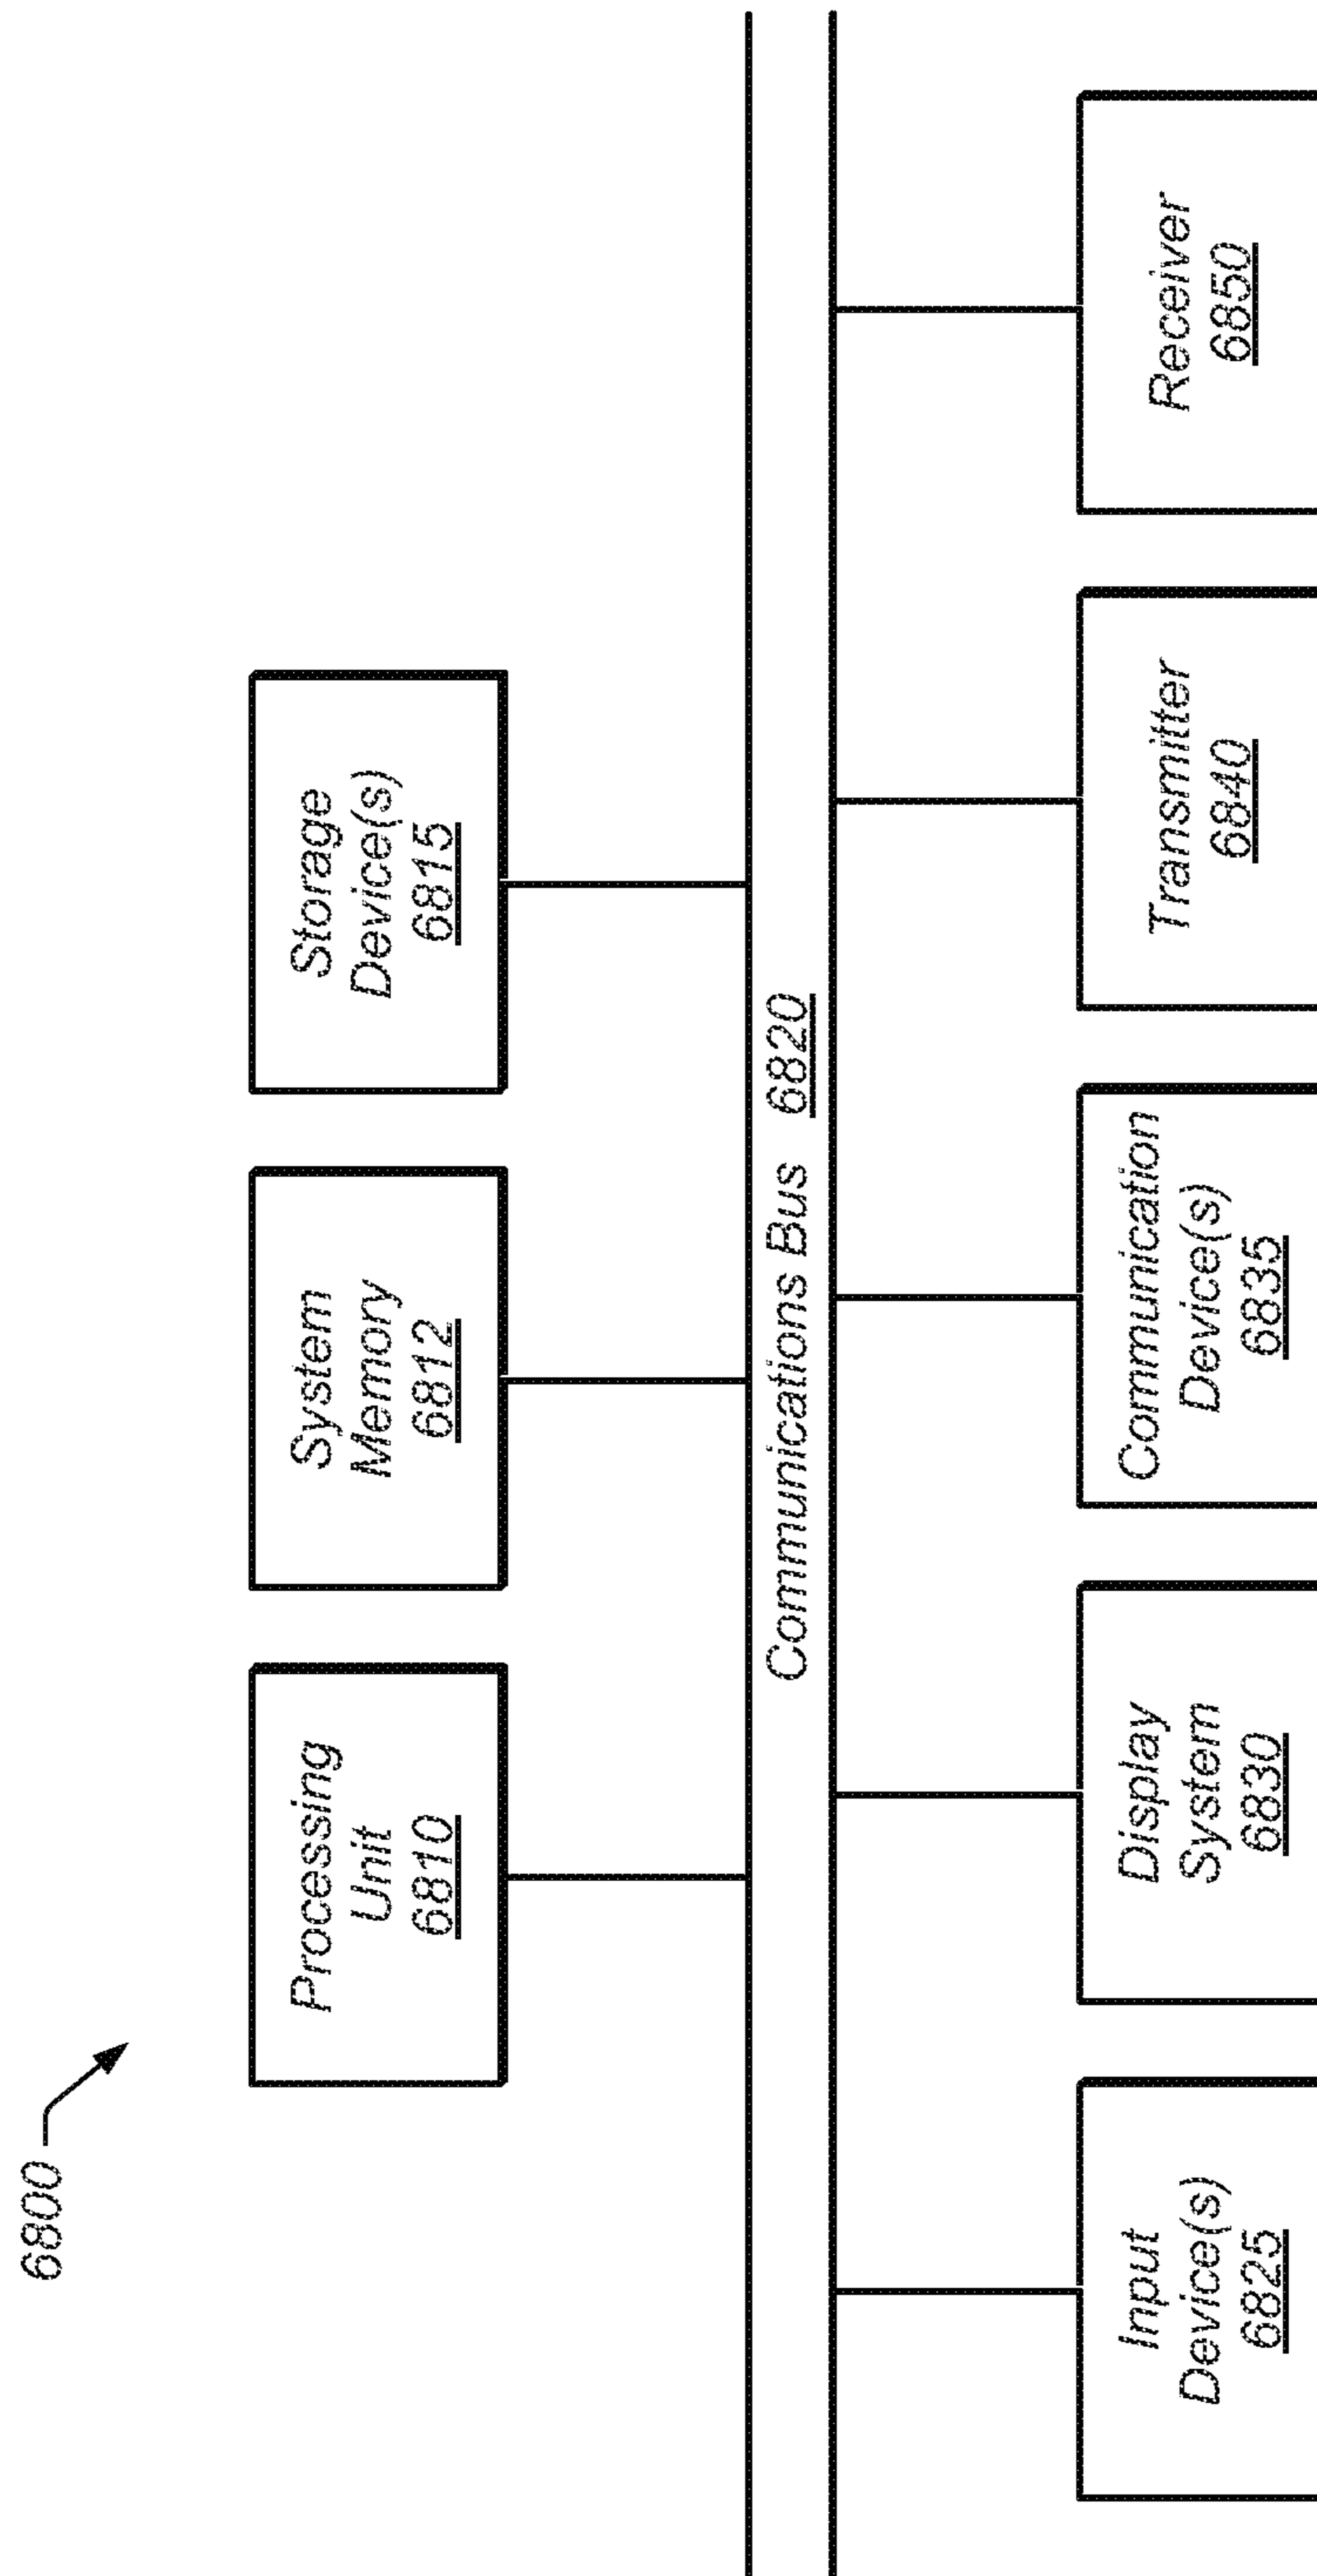 6800
Processing
Unit
6810
System
Memory
6812
Storage
Device(s)
6815
Communications Bus 6820
Input
Device(s)
6825
Display
System
6830
Communication
Device(s)
6835
Transmitter
6840
Receiver
6850